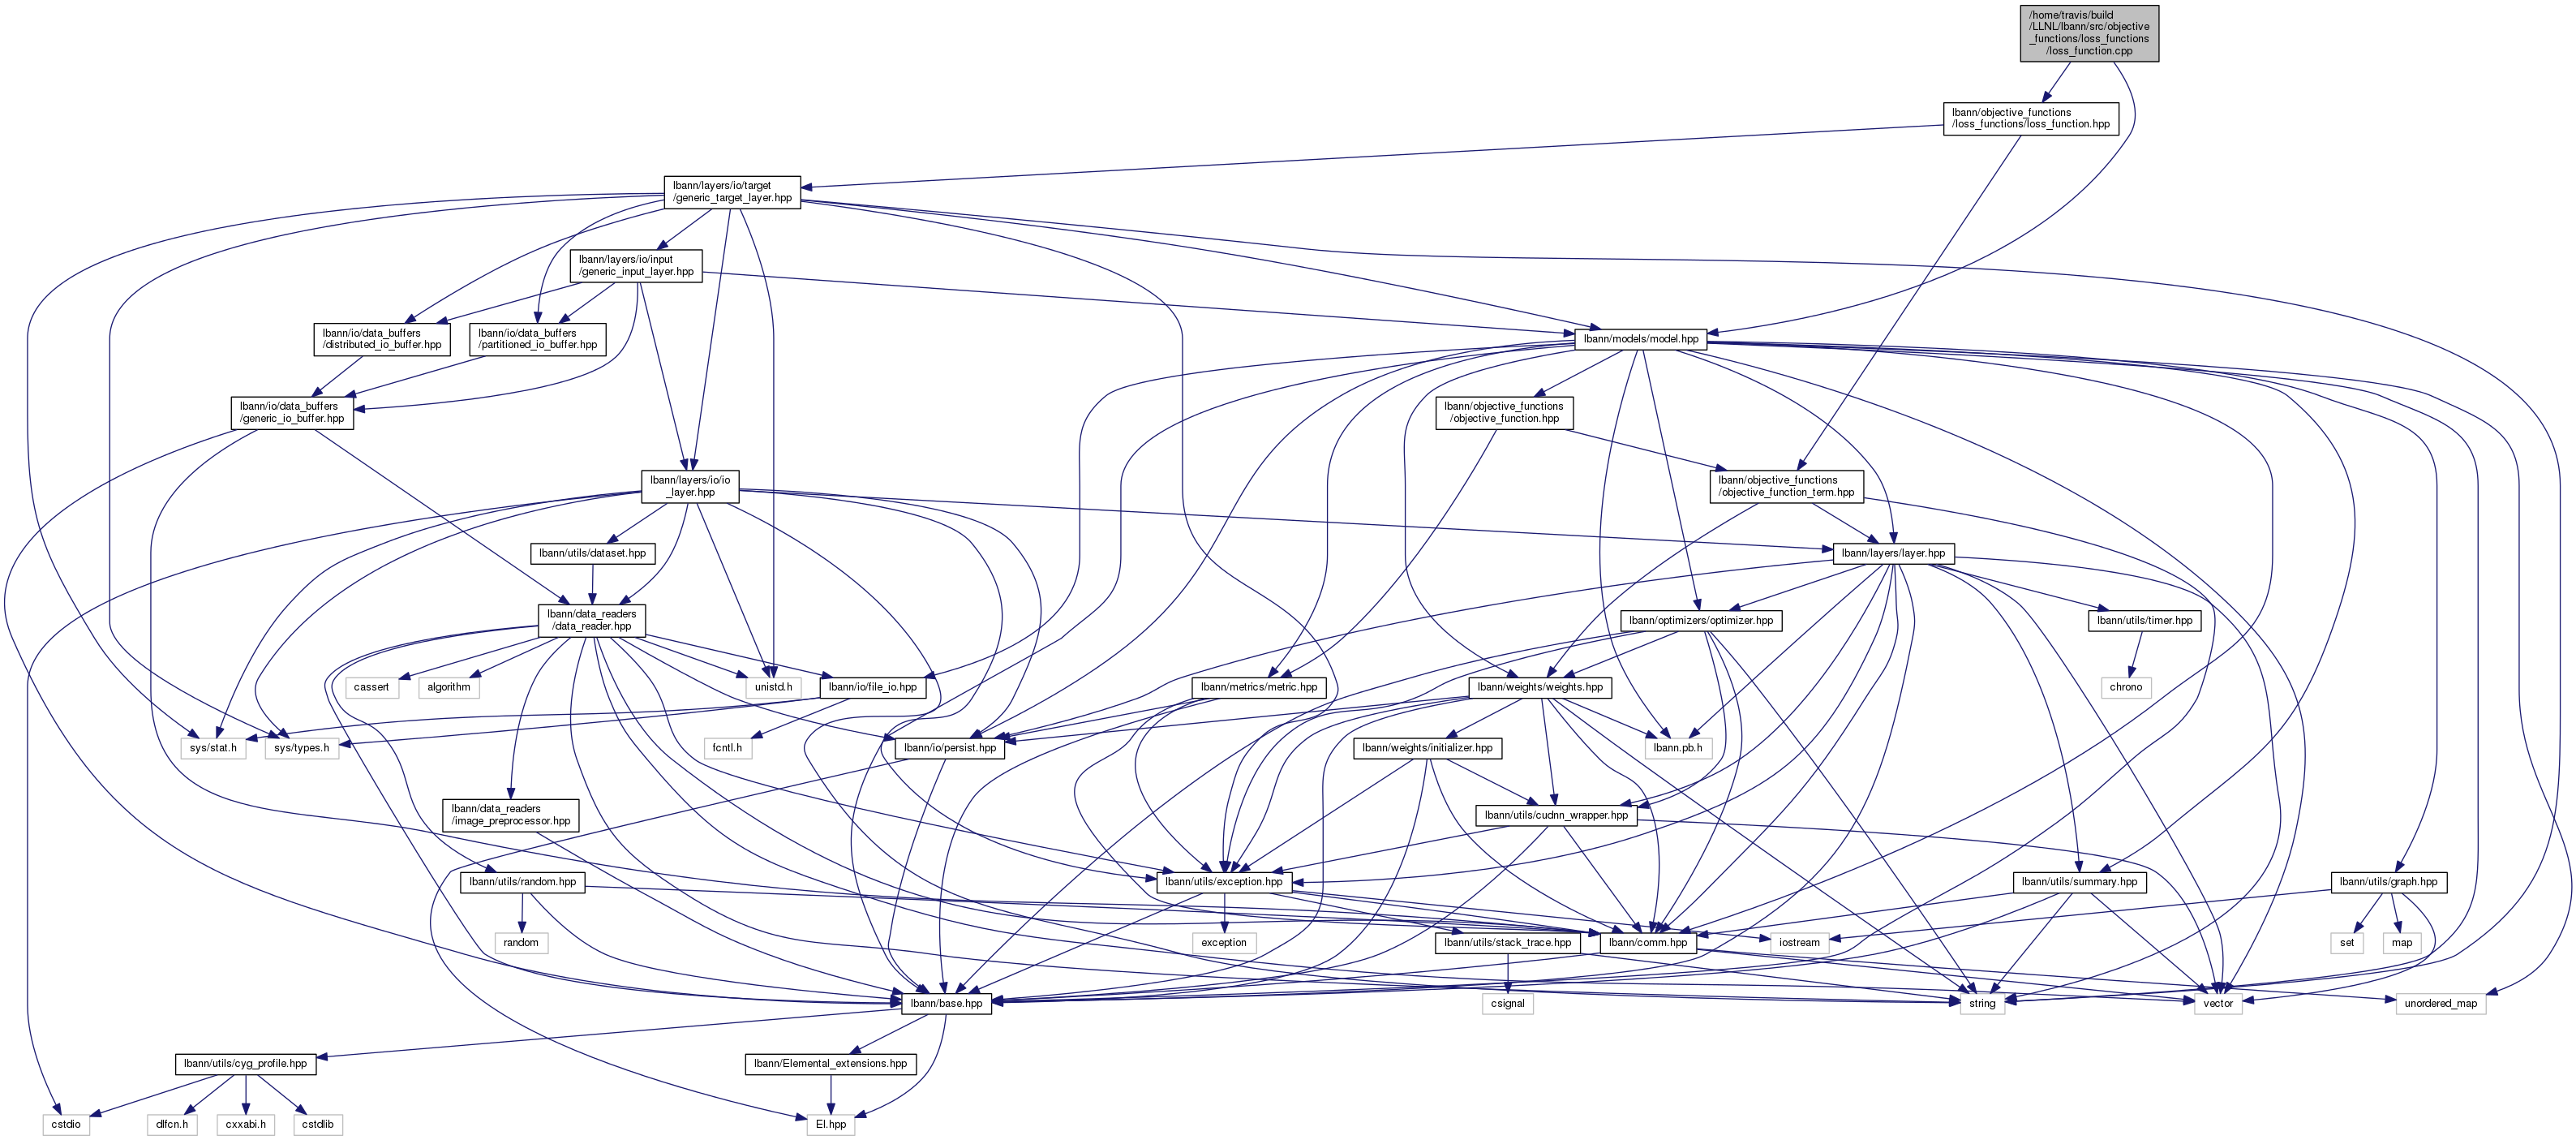 /home/travis/build
/LLNL/lbann/src/objective
_functions/loss_functions
/loss_function.cpp
lbann/objective_functions
/loss_functions/loss_function.hpp
lbann/layers/io/target
/generic_target_layer.hpp
lbann/layers/io/input
/generic_input_layer.hpp
lbann/io/data_buffers
/distributed_io_buffer.hpp
lbann/io/data_buffers
/partitioned_io_buffer.hpp
lbann/models/model.hpp
lbann/io/data_buffers
/generic_io_buffer.hpp
lbann/objective_functions
/objective_function.hpp
lbann/layers/io/io
_layer.hpp
lbann/objective_functions
/objective_function_term.hpp
lbann/utils/dataset.hpp
lbann/layers/layer.hpp
lbann/data_readers
/data_reader.hpp
lbann/optimizers/optimizer.hpp
lbann/utils/timer.hpp
cassert
algorithm
unistd.h
lbann/io/file_io.hpp
lbann/metrics/metric.hpp
lbann/weights/weights.hpp
chrono
sys/stat.h
sys/types.h
fcntl.h
lbann/io/persist.hpp
lbann/weights/initializer.hpp
lbann.pb.h
lbann/data_readers
/image_preprocessor.hpp
lbann/utils/cudnn_wrapper.hpp
lbann/utils/random.hpp
lbann/utils/exception.hpp
lbann/utils/summary.hpp
lbann/utils/graph.hpp
random
exception
lbann/utils/stack_trace.hpp
lbann/comm.hpp
iostream
set
map
lbann/base.hpp
csignal
string
vector
unordered_map
lbann/utils/cyg_profile.hpp
lbann/Elemental_extensions.hpp
cstdio
dlfcn.h
cxxabi.h
cstdlib
El.hpp